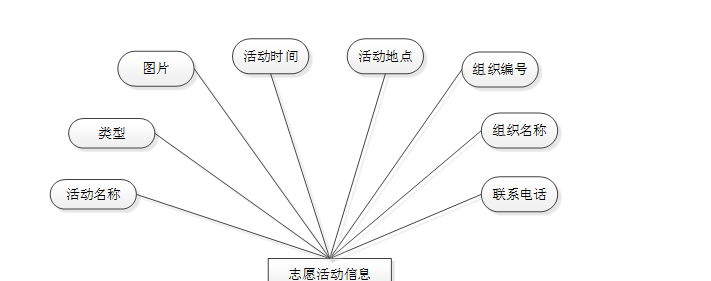 活动时间
活动地点
图片
组织编号
类型
组织名称
活动名称
联系电话
志愿活动信息